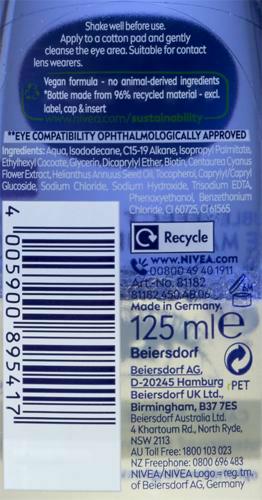 Shake well before use.
Apply to a cotton pad and gently
cleanse the eye area. Suitable for contact
lens wearers.
Vegan formula - no animal-derived ingredients
*Bottle made from 96% recycled material - excl.
label, cap & insert
www.nivea.com/sustainability
**EYE COMPATIBILITY OPHTHALMOLOGICALLY APPROVED
Ingredients: Aqua, Isododecane, C15-19 Alkane, Isopropyl Palmitate,
Ethylhexyl Cocoate, Glycerin, Dicaprylyl Ether, Biotin, Centaurea Cyanus
Flower Extract, Helianthus Annuus Seed Oil, Tocopherol, Caprylyl/Capryl
Glucoside, Sodium Chloride, Sodium Hydroxide, Trisodium EDTA,
Phenoxyethanol, Benzethonium
Chloride, CI 60725, CI 61565
Recycle
www.NIVEA.com
00800 49 40 1911
Art.-No. 81182
81182.450.AB.06
Made in Germany.
6M
125 ml e
Beiersdorf
Beiersdorf AG,
D-20245 Hamburg
Beiersdorf UK Ltd.,
Birmingham, B37 7ES
Beiersdorf Australia Ltd.
4 Khartoum Rd., North Ryde,
NSW 2113
AU Toll Free: 1800 103 023
NZ Freephone: 0800 696 483
NIVEA/NIVEA Logo = reg. tm.
of Beiersdorf AG, Germany
rPET
4 005900 895417